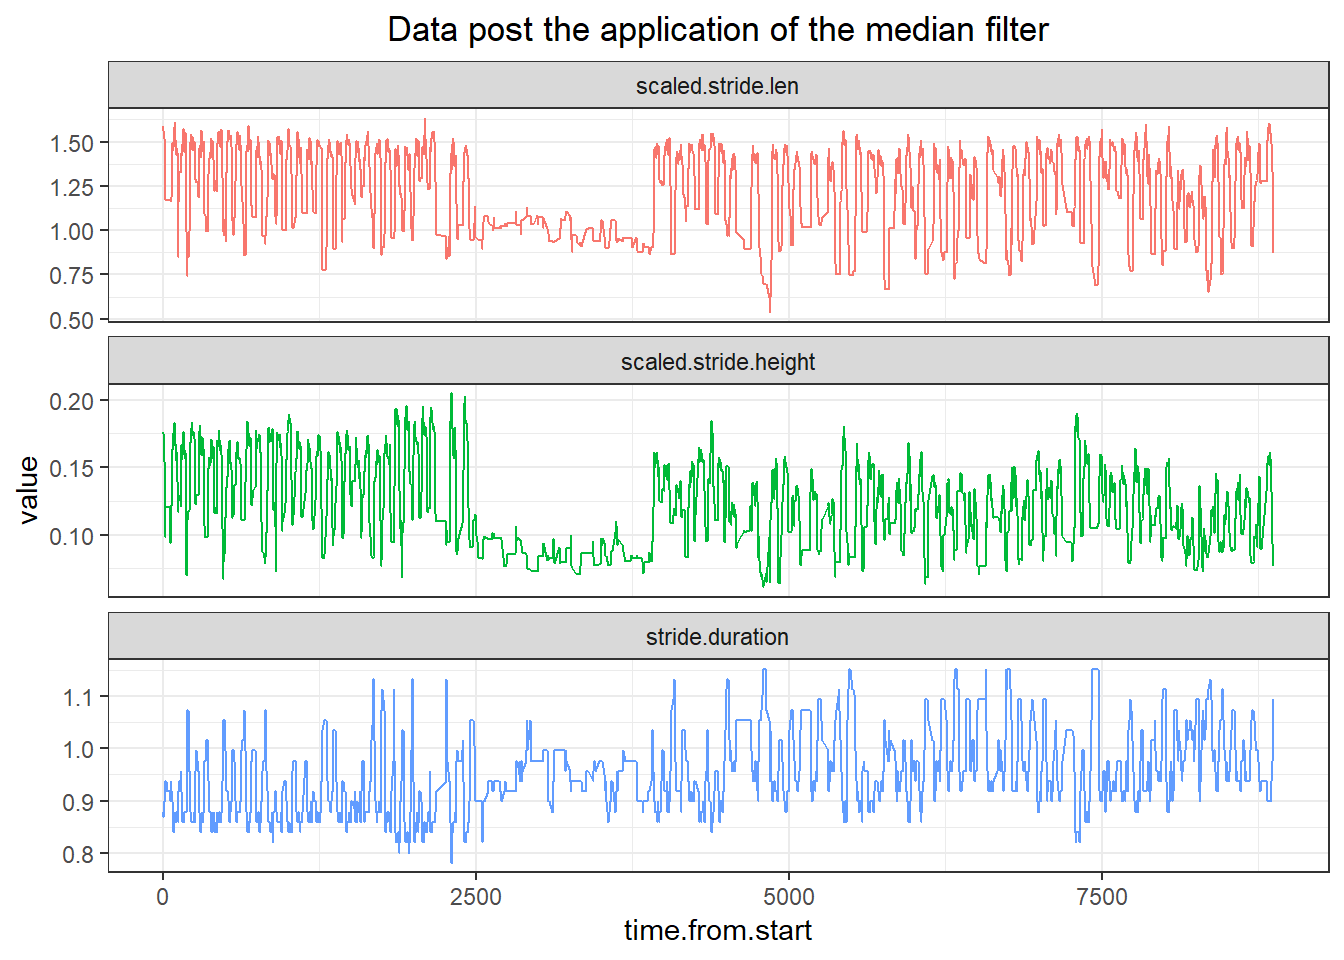 Data post the application of the median filter
scaled.stride.len
1.50
1.25
1.00
0.75
0.50
scaled.stride.height
0.20
0.15
0.10
value
stride.duration
1.1
1.0
0.9
0.8
0 2500 5000 7500
time.from.start